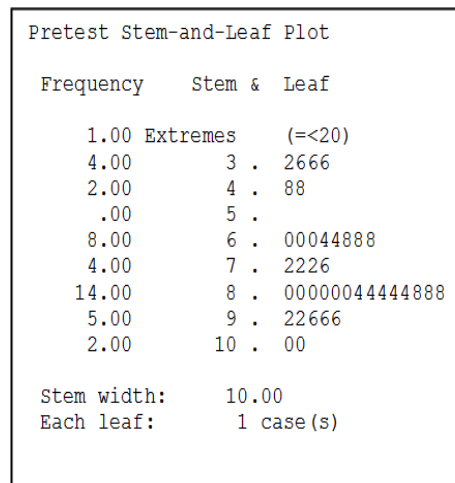 Pretest Stem-and-Leaf Plot
Frequency Stem & Leaf
1.00 Extremes (=<20)
4.00 3 . 2666
2.00 4 . 88
.00 5 .
8.00 6 . 00044888
4.00 7 . 2226
14.00 8 . 00000044444888
5.00 9 . 22666
2.00 10 . 00
Stem width: 10.00
Each leaf: 1 case(s)